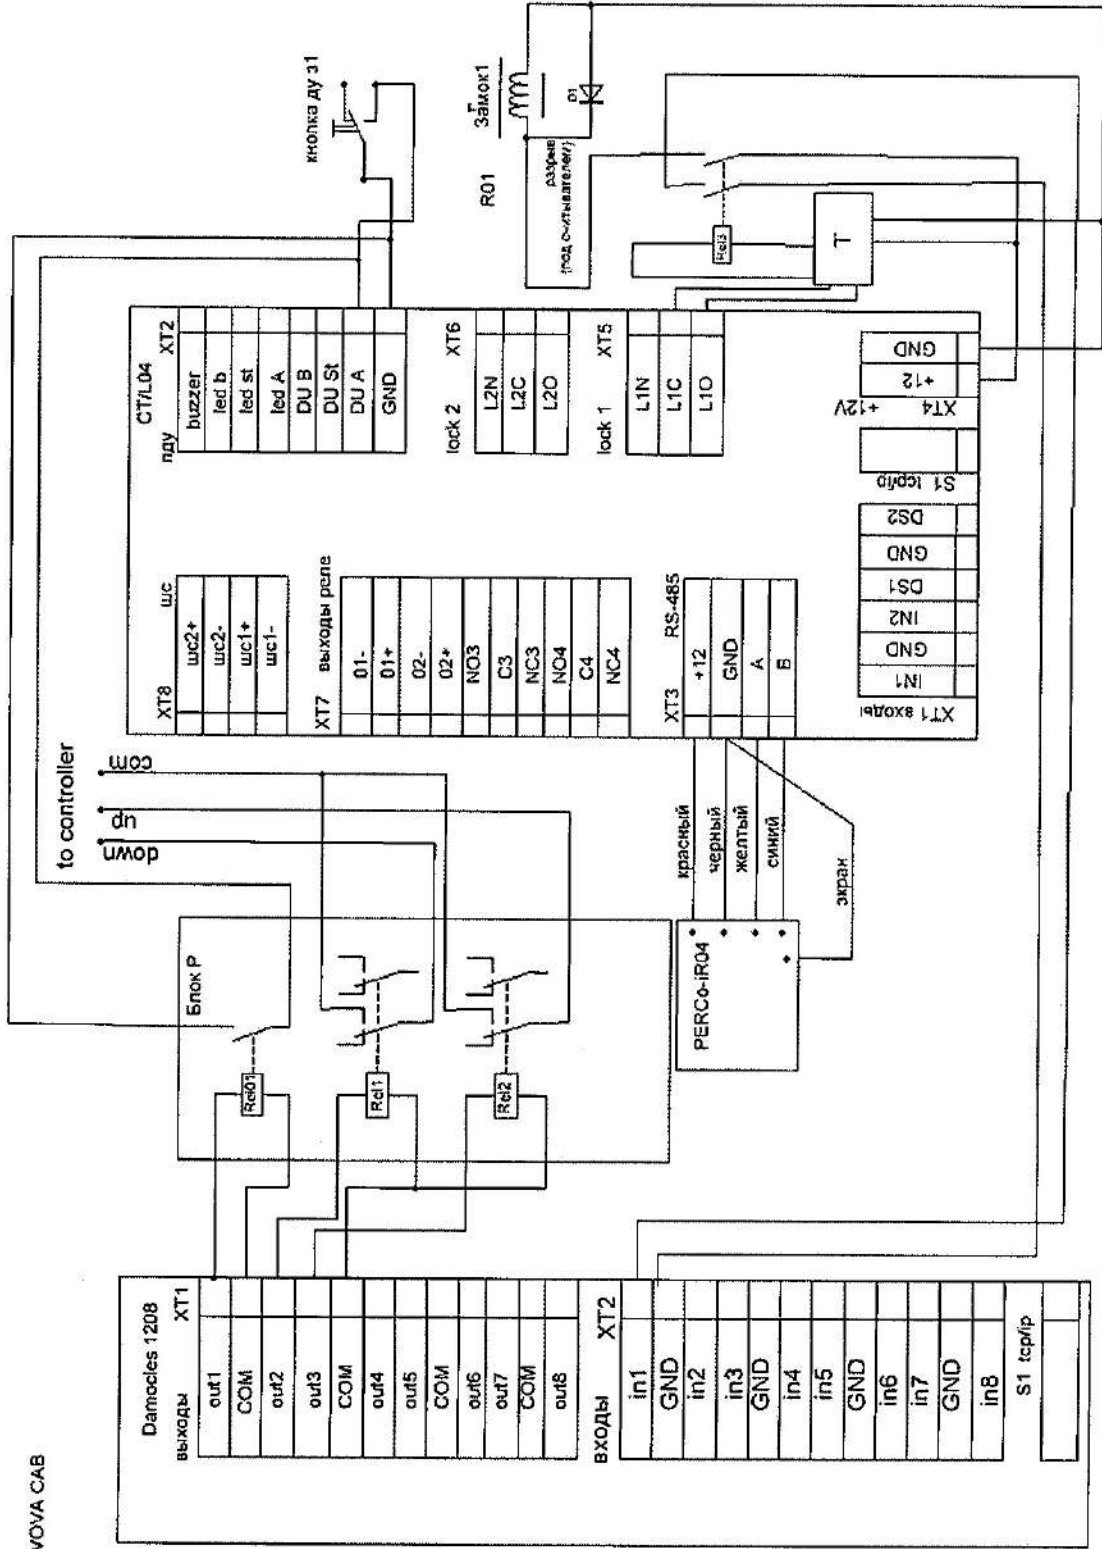 VOVA CAB
Damocles 1208
выходы XT1
out1
COM
out2
out3
COM
out4
out5
COM
out6
out7
COM
out8
входы XT2
in1
GND
in2
in3
GND
in4
in5
GND
in6
in7
GND
in8
S1 tcp/ip
to controller
down
up
com
Блок Р
Rel01
Rel1
Rel2
PERCo-IR04
красный
черный
желтый
синий
экран
CT/L04
XT8 шс
шс2+
шс2-
шс1+
шс1-
XT7 выходы реле
01-
01+
02-
02+
NO3
C3
NC3
NO4
C4
NC4
XT3 RS-485
+12
GND
A
B
XT1 входы
IN1
GND
IN2
DS1
GND
DS2
S1 tcp/ip
XT4 +12V
+12
GND
пду XT2
buzzer
led b
led st
led A
DU B
DU St
DU A
GND
lock 2 XT6
L2N
L2C
L2O
lock 1 XT5
L1N
L1C
L1O
кнопка ду з1
Замок1
R01
разрыв
(под считывателем)
D1
Rel3
T